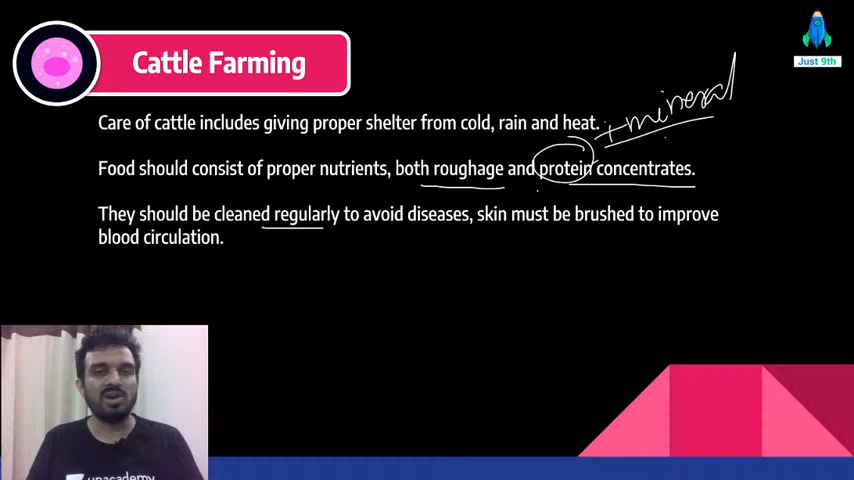 Just 9th
Cattle Farming
+mineral
Care of cattle includes giving proper shelter from cold, rain and heat.
Food should consist of proper nutrients, both roughage and protein concentrates.
They should be cleaned regularly to avoid diseases, skin must be brushed to improve
blood circulation.
unacademy